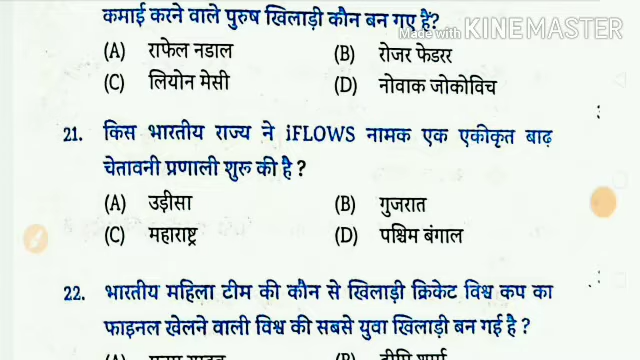 कमाई करने वाले पुरुष खिलाड़ी कौन बन गए हैं?
Made with KINEMASTER
(A) राफेल नडाल (B) रोजर फेडरर
(C) लियोन मेसी (D) नोवाक जोकोविच
21. किस भारतीय राज्य ने iFLOWS नामक एक एकीकृत बाढ़
चेतावनी प्रणाली शुरू की है?
(A) उड़ीसा (B) गुजरात
(C) महाराष्ट्र (D) पश्चिम बंगाल
22. भारतीय महिला टीम की कौन से खिलाड़ी क्रिकेट विश्व कप का
फाइनल खेलने वाली विश्व की सबसे युवा खिलाड़ी बन गई है?
(A) (B)